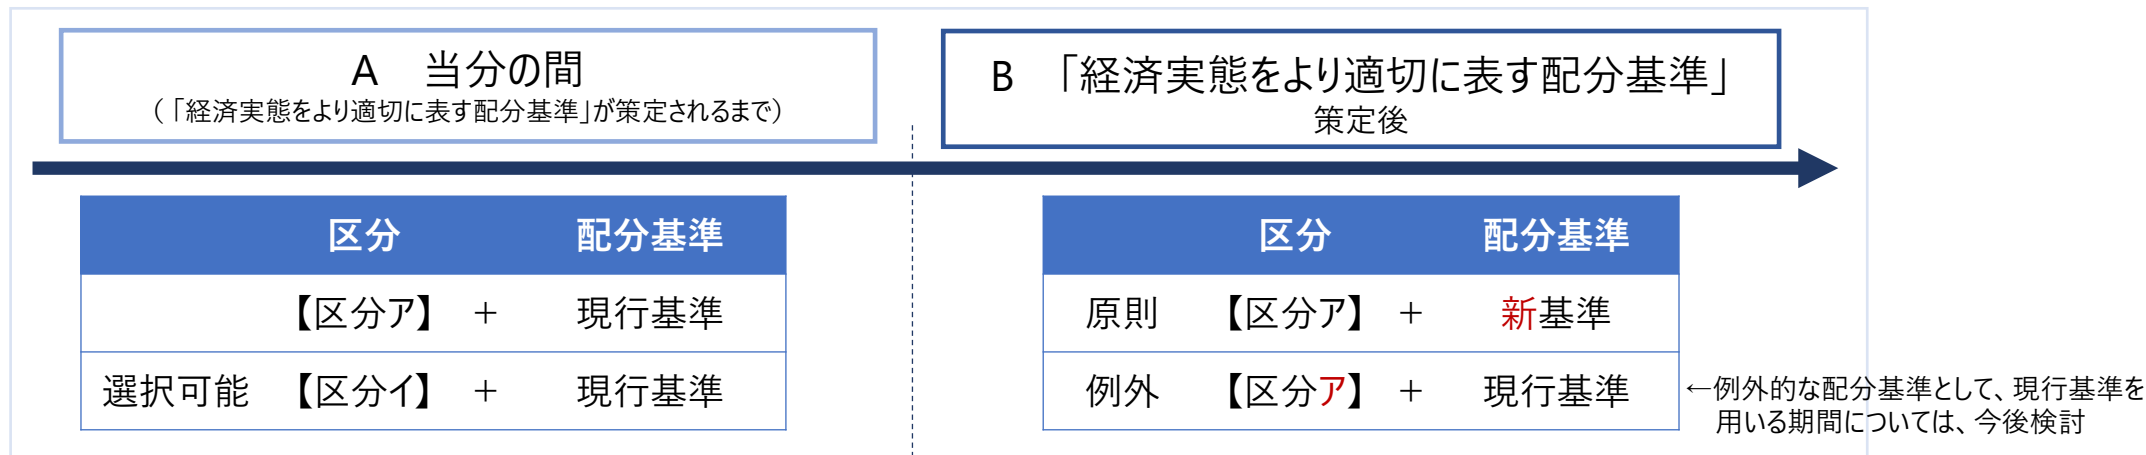 A　当分の間
（「経済実態をより適切に表す配分基準」が策定されるまで）
B　「経済実態をより適切に表す配分基準」
策定後
区分　配分基準
【区分ア】　+　現行基準
選択可能　【区分イ】　+　現行基準
区分　配分基準
原則　【区分ア】　+　新基準
例外　【区分ア】　+　現行基準
←例外的な配分基準として、現行基準を
用いる期間については、今後検討